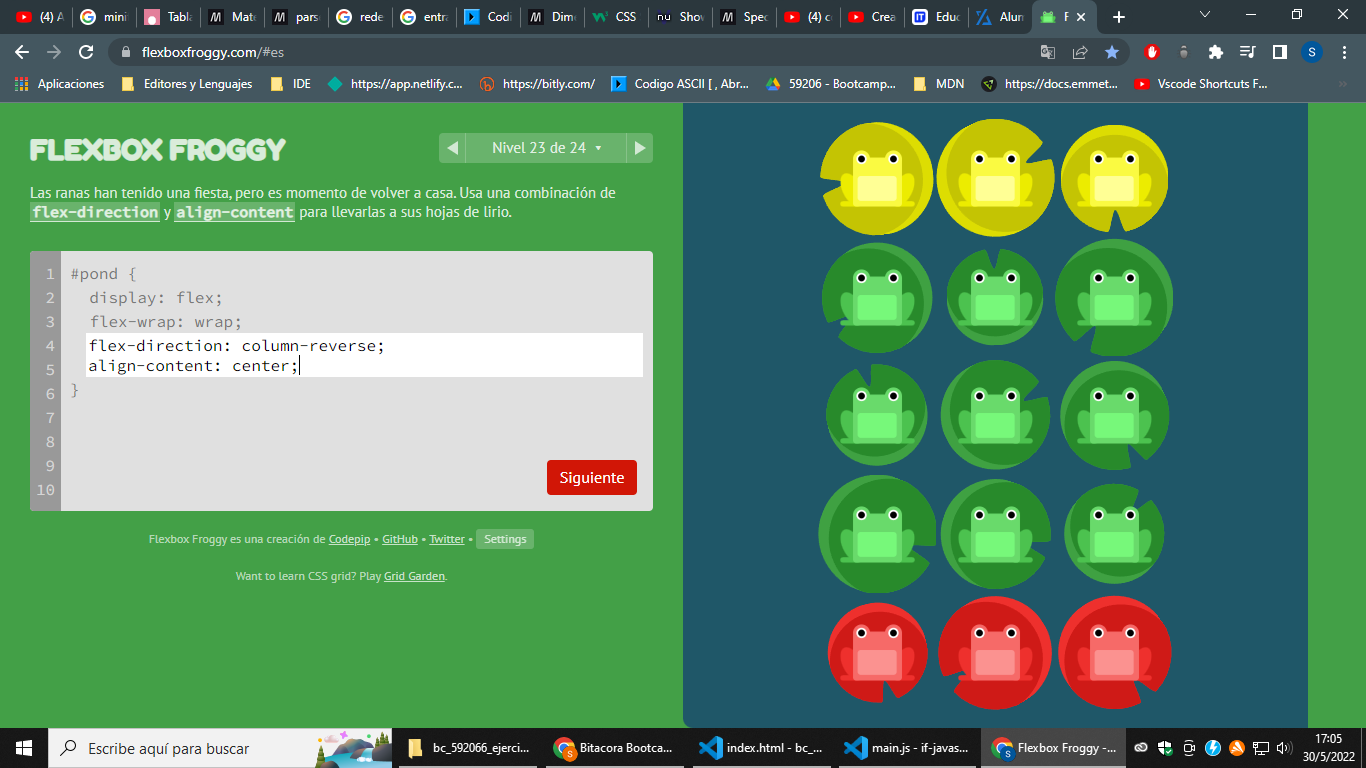 (4) A
mini
Tabla
Mate
pars
rede
entra
Codi
Dim
CSS
Show
Spec
(4) c
Crea
Educ
Alun
F
flexboxfroggy.com/#es
S
Aplicaciones
Editores y Lenguajes
IDE
https://app.netlify.c...
https://bitly.com/
Codigo ASCII [ , Abr...
59206 - Bootcamp...
MDN
https://docs.emmet...
Vscode Shortcuts F...
FLEXBOX FROGGY
Nivel 23 de 24
Las ranas han tenido una fiesta, pero es momento de volver a casa. Usa una combinación de
flex-direction y align-content para llevarlas a sus hojas de lirio.
1 #pond {
2 display: flex;
3 flex-wrap: wrap;
4 flex-direction: column-reverse;
5 align-content: center;
6 }
7
8
9
10
Siguiente
Flexbox Froggy es una creación de Codepip • GitHub • Twitter • Settings
Want to learn CSS grid? Play Grid Garden.
Escribe aquí para buscar
bc_592066_ejerci...
Bitacora Bootca...
index.html - bc_...
main.js - if-javas...
Flexbox Froggy -...
17:05
30/5/2022